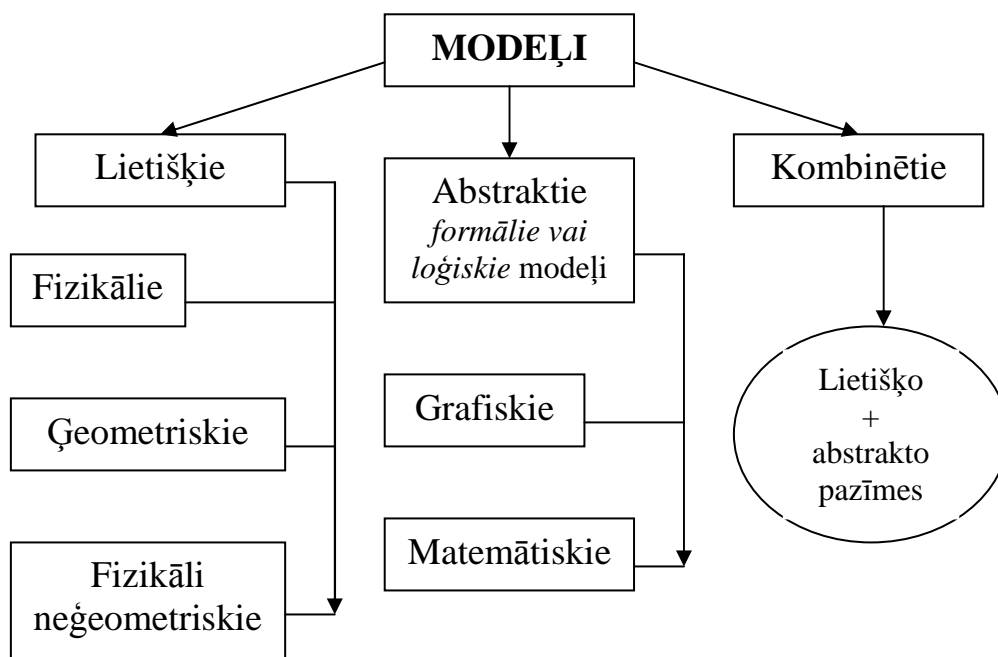 MODEĻI
Lietišķie
Fizikālie
Ģeometriskie
Fizikāli
neģeometriskie
Abstraktie
formālie vai
loģiskie modeļi
Grafiskie
Matemātiskie
Kombinētie
Lietišķo
+
abstrakto
pazīmes